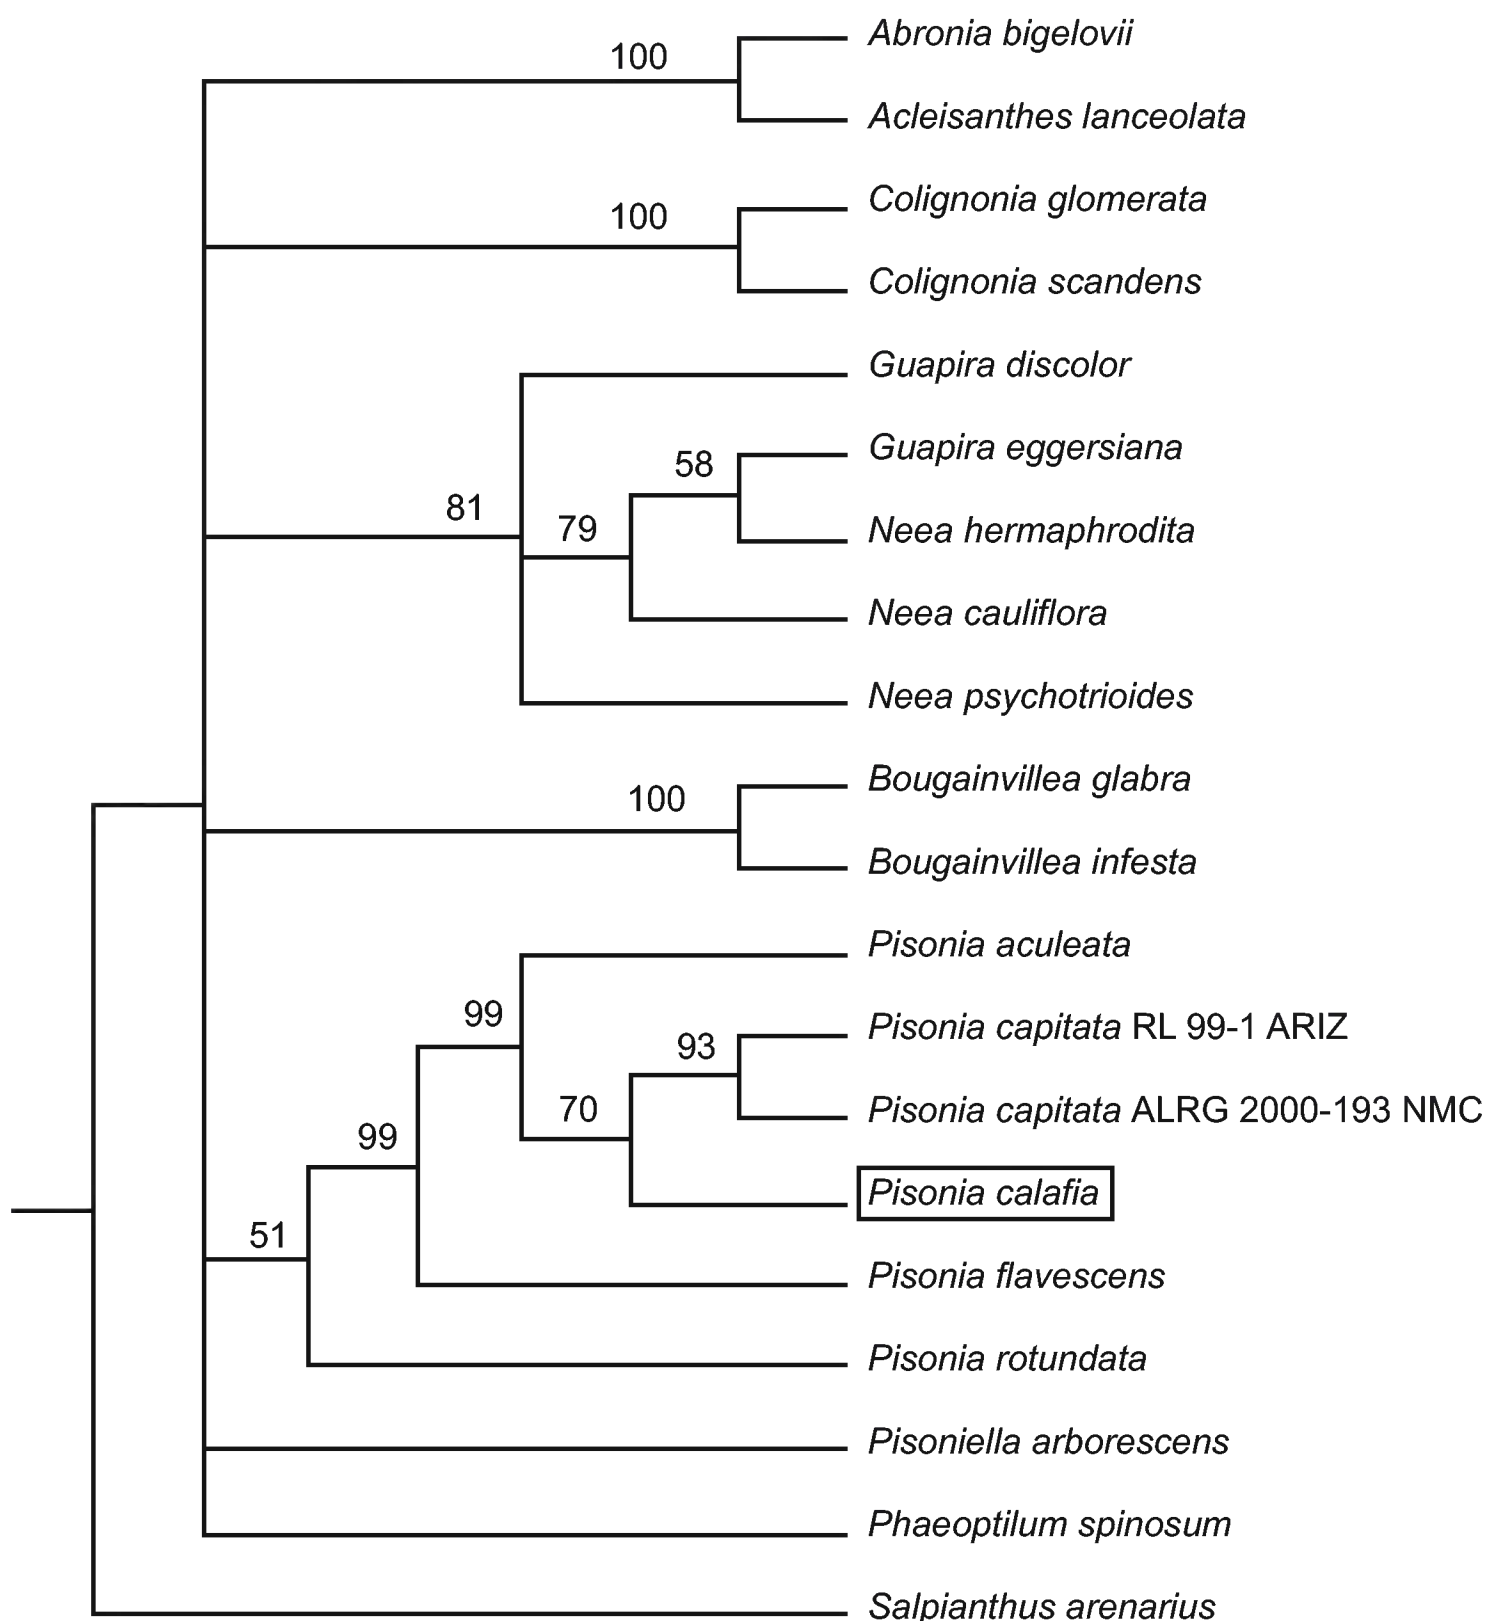 Abronia bigelovii
100
Acleisanthes lanceolata
Colignonia glomerata
100
Colignonia scandens
Guapira discolor
Guapira eggersiana
58
81
79
Neea hermaphrodita
Neea cauliflora
Neea psychotrioides
Bougainvillea glabra
100
Bougainvillea infesta
Pisonia aculeata
99
Pisonia capitata RL 99-1 ARIZ
93
70
Pisonia capitata ALRG 2000-193 NMC
99
Pisonia calafia
51
Pisonia flavescens
Pisonia rotundata
Pisoniella arborescens
Phaeoptilum spinosum
Salpianthus arenarius